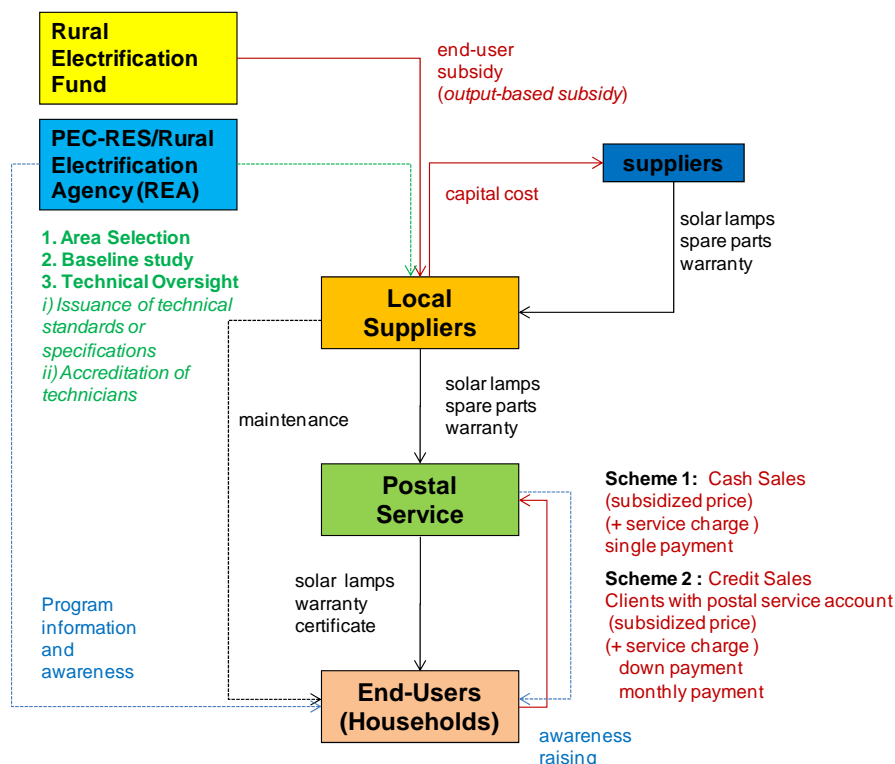 Rural
Electrification
Fund
end-user
subsidy
(output-based subsidy)
PEC-RES/Rural
Electrification
Agency (REA)
suppliers
capital cost
solar lamps
spare parts
warranty
1. Area Selection
2. Baseline study
3. Technical Oversight
i) Issuance of technical
standards or
specifications
ii) Accreditation of
technicians
Local
Suppliers
maintenance
solar lamps
spare parts
warranty
Postal
Service
Scheme 1: Cash Sales
(subsidized price)
(+ service charge )
single payment
Scheme 2 : Credit Sales
Clients with postal service account
(subsidized price)
(+ service charge )
down payment
monthly payment
solar lamps
warranty
certificate
Program
information
and
awareness
End-Users
(Households)
awareness
raising